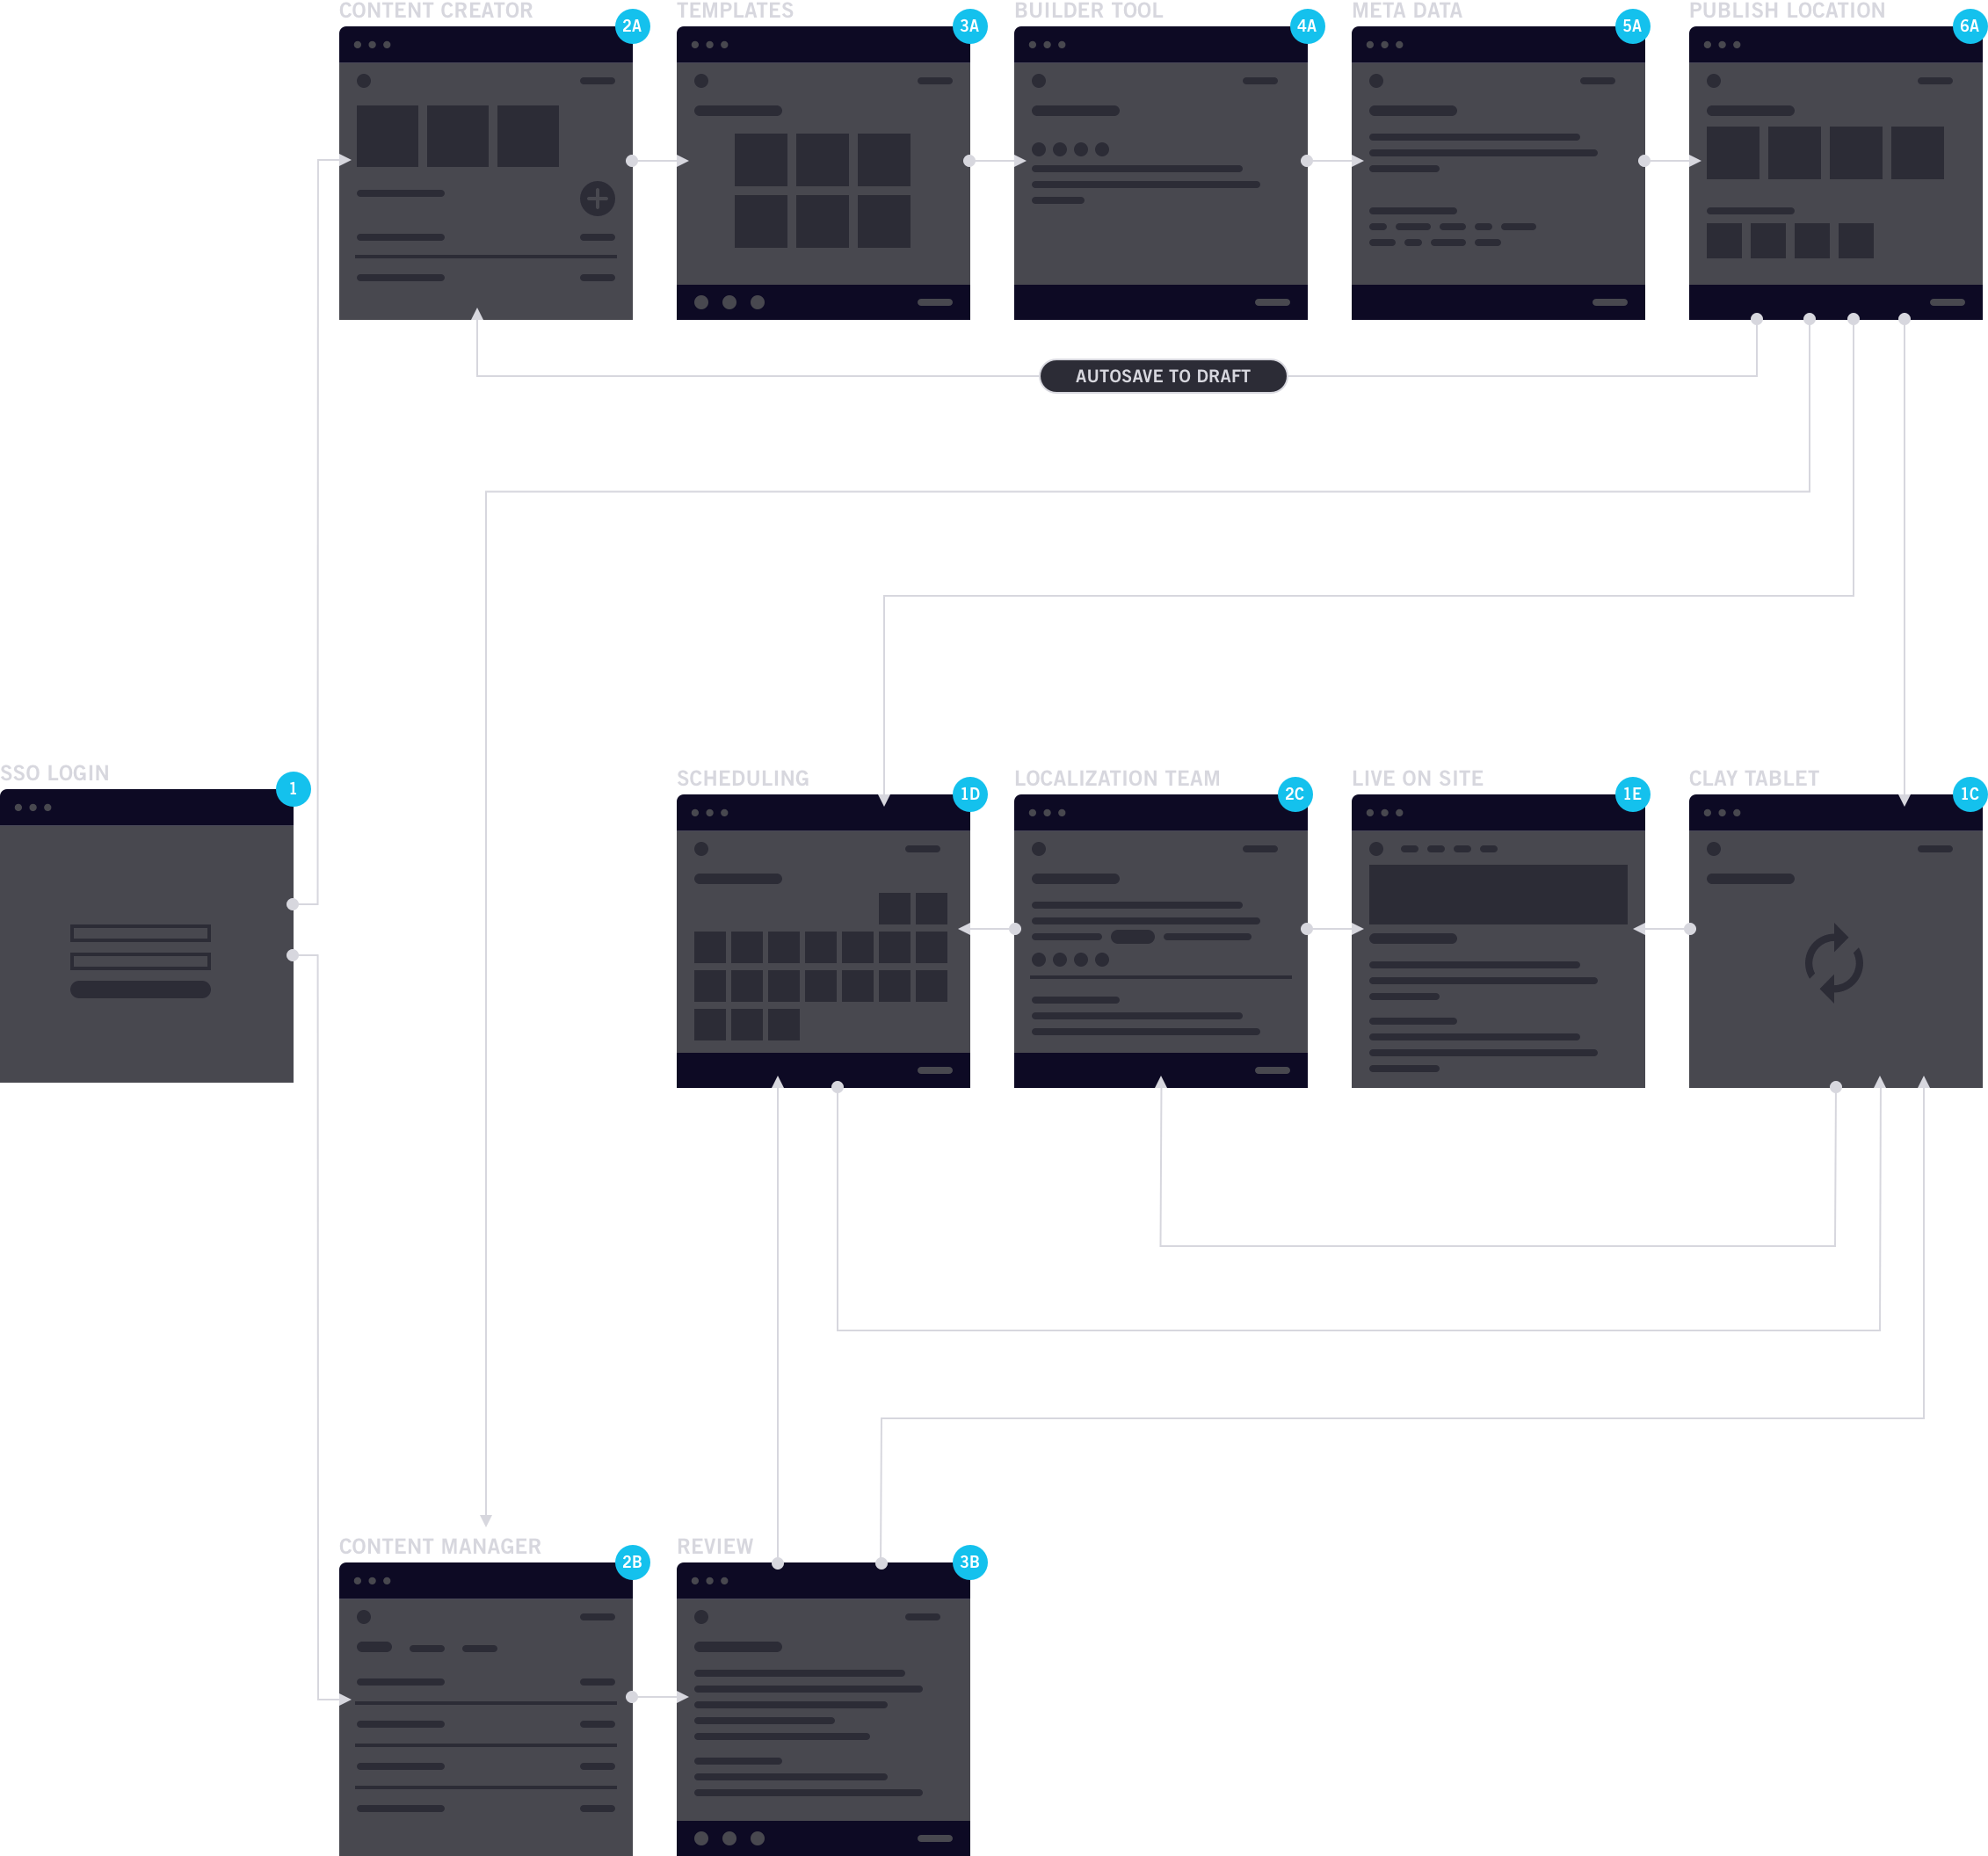 CONTENT CREATOR
2A
TEMPLATES
3A
BUILDER TOOL
4A
META DATA
5A
PUBLISH LOCATION
6A
AUTOSAVE TO DRAFT
SSO LOGIN
1
SCHEDULING
1D
LOCALIZATION TEAM
2C
LIVE ON SITE
1E
CLAY TABLET
1C
CONTENT MANAGER
2B
REVIEW
3B